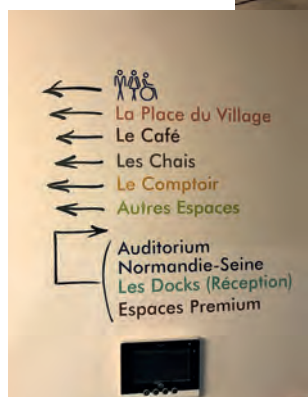 La Place du Village
Le Café
Les Chais
Le Comptoir
Autres Espaces
Auditorium
Normandie-Seine
Les Docks (Réception)
Espaces Premium